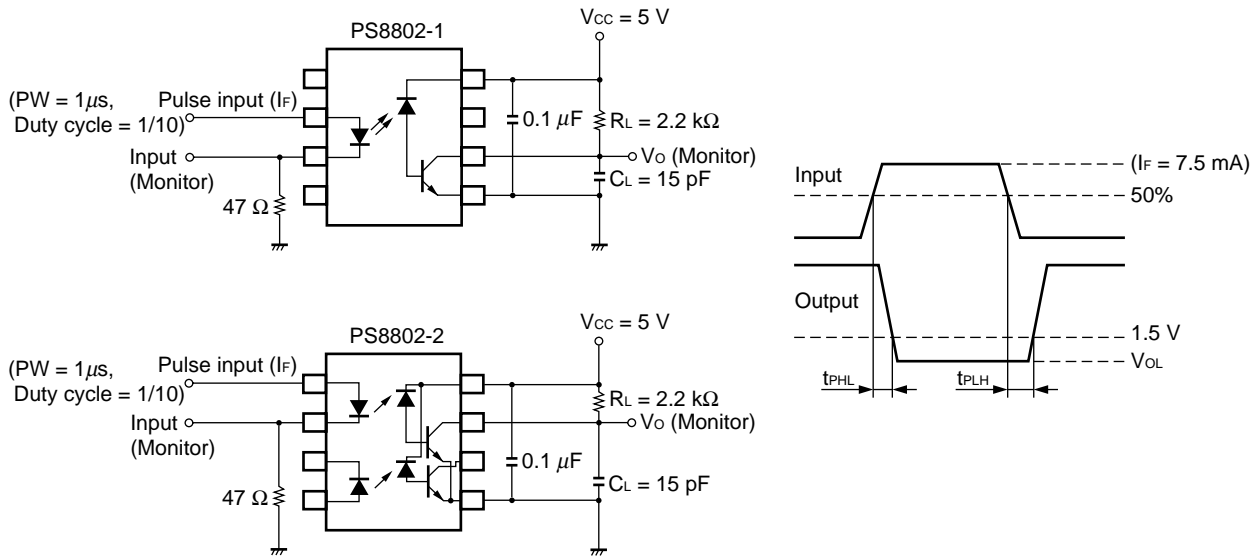 PS8802-1
VCC = 5 V
(PW = 1μs,
Duty cycle = 1/10)
Pulse input (IF)
Input
(Monitor)
47 Ω
0.1 μF
RL = 2.2 kΩ
VO (Monitor)
CL = 15 pF
PS8802-2
VCC = 5 V
(PW = 1μs,
Duty cycle = 1/10)
Pulse input (IF)
Input
(Monitor)
47 Ω
0.1 μF
RL = 2.2 kΩ
VO (Monitor)
CL = 15 pF
Input
(IF = 7.5 mA)
50%
Output
1.5 V
VOL
tPHL
tPLH